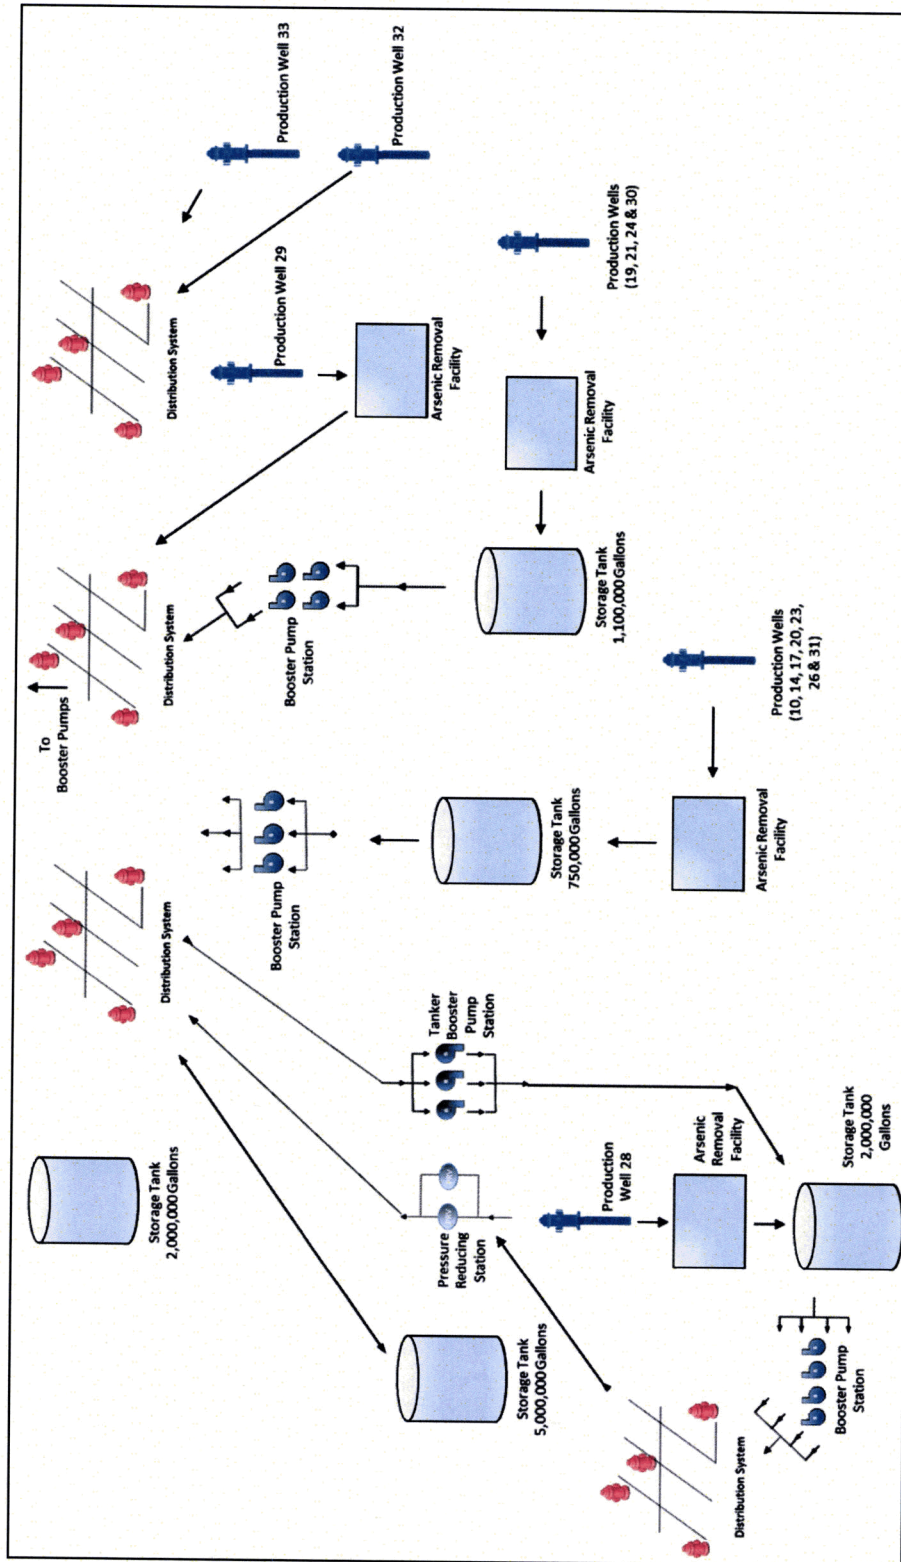 To
Booster Pumps
Storage Tank
2,000,000 Gallons
Distribution System
Distribution System
Distribution System
Booster Pump
Station
Booster Pump
Station
Production Well 29
Production Well 33
Production Well 32
Pressure
Reducing
Station
Tanker
Booster
Pump
Station
Arsenic Removal
Facility
Storage Tank
5,000,000 Gallons
Storage Tank
750,000 Gallons
Storage Tank
1,100,000 Gallons
Arsenic Removal
Facility
Production Wells
(19, 21, 24 & 30)
Production
Well 28
Arsenic
Removal
Facility
Distribution System
Arsenic Removal
Facility
Production Wells
(10, 14, 17, 20, 23,
26 & 31)
Booster Pump
Station
Storage Tank
2,000,000
Gallons